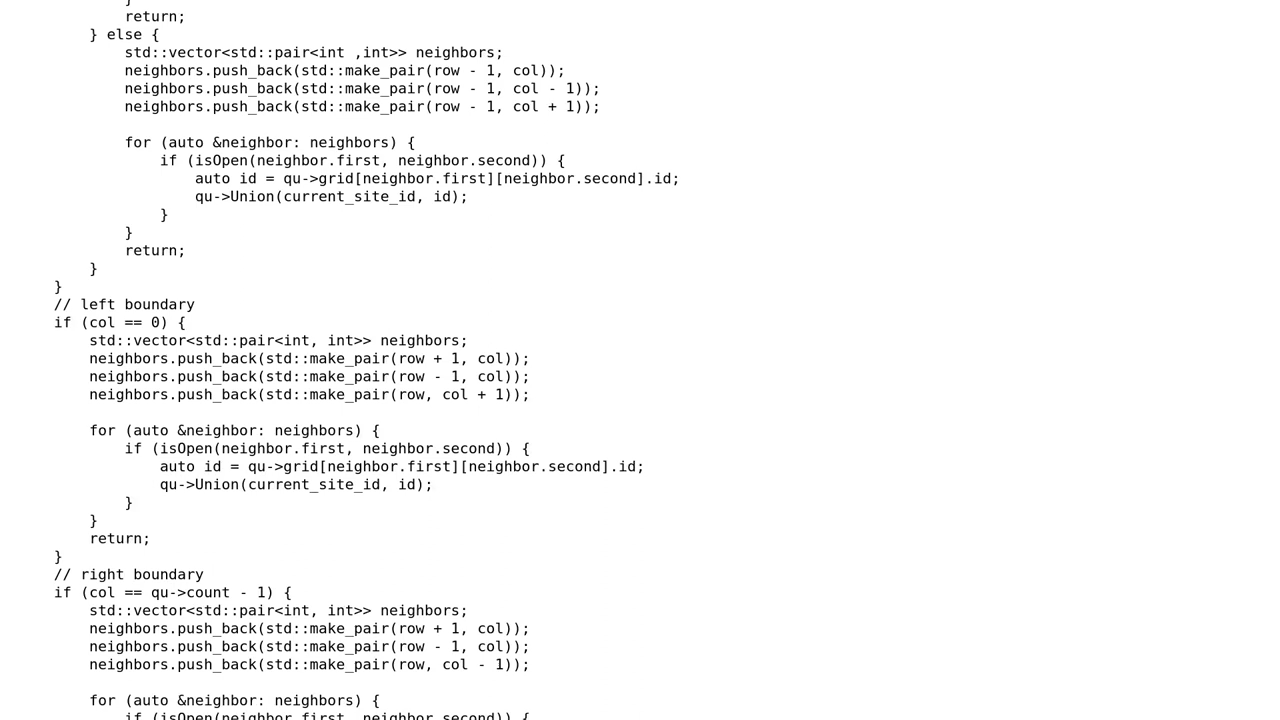 }
return;
} else {
std::vector<std::pair<int ,int>> neighbors;
neighbors.push_back(std::make_pair(row - 1, col));
neighbors.push_back(std::make_pair(row - 1, col - 1));
neighbors.push_back(std::make_pair(row - 1, col + 1));
for (auto &neighbor: neighbors) {
if (isOpen(neighbor.first, neighbor.second)) {
auto id = qu->grid[neighbor.first][neighbor.second].id;
qu->Union(current_site_id, id);
}
}
return;
}
}
// left boundary
if (col == 0) {
std::vector<std::pair<int, int>> neighbors;
neighbors.push_back(std::make_pair(row + 1, col));
neighbors.push_back(std::make_pair(row - 1, col));
neighbors.push_back(std::make_pair(row, col + 1));
for (auto &neighbor: neighbors) {
if (isOpen(neighbor.first, neighbor.second)) {
auto id = qu->grid[neighbor.first][neighbor.second].id;
qu->Union(current_site_id, id);
}
}
return;
}
// right boundary
if (col == qu->count - 1) {
std::vector<std::pair<int, int>> neighbors;
neighbors.push_back(std::make_pair(row + 1, col));
neighbors.push_back(std::make_pair(row - 1, col));
neighbors.push_back(std::make_pair(row, col - 1));
for (auto &neighbor: neighbors) {
if (isOpen(neighbor.first, neighbor.second)) {